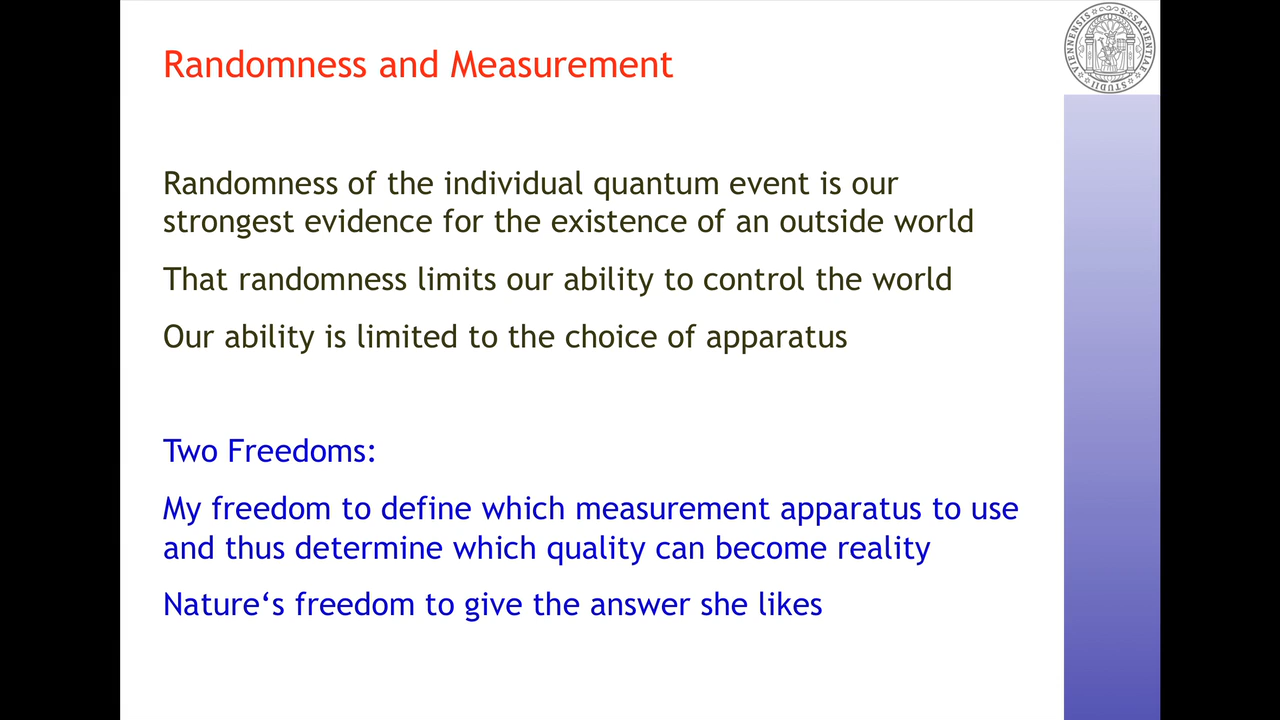 Randomness and Measurement
Randomness of the individual quantum event is our
strongest evidence for the existence of an outside world
That randomness limits our ability to control the world
Our ability is limited to the choice of apparatus
Two Freedoms:
My freedom to define which measurement apparatus to use
and thus determine which quality can become reality
Nature‘s freedom to give the answer she likes
VIENNENSIS
SAPIENTIAE
STUDII